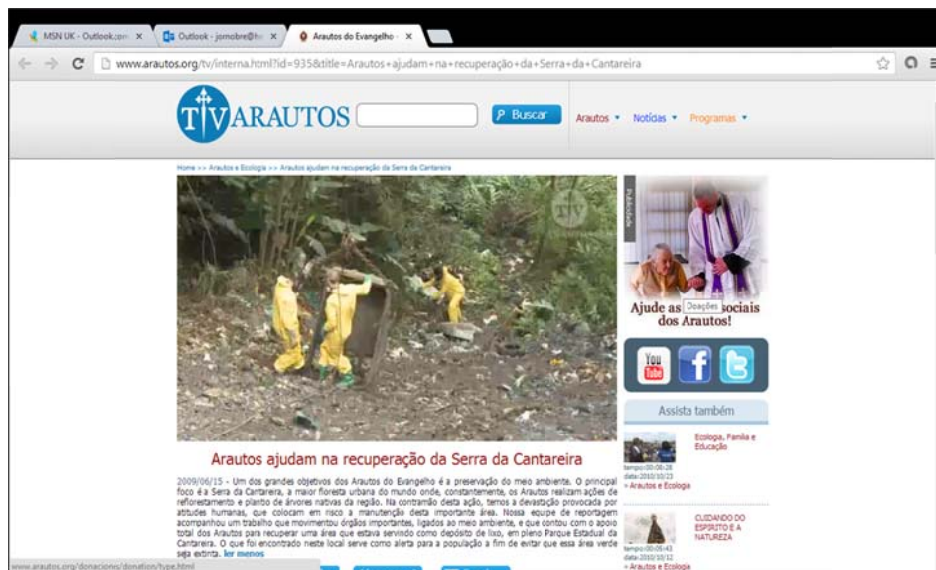 MSN UK - Outlook.com
Outlook - jornobre@h
Arautos do Evangelho -
www.arautos.org/tv/interna.html?id=935&title=Arautos+ajudam+na+recuperação+da+Serra+da+Cantareira
TV ARAUTOS
Buscar
Arautos
Notídas
Programas
Home >> Arautos e Ecologia >> Arautos ajudam na recuperação da Serra da Cantareira
TV
Publicidade
Ajude as sociais
Doações
dos Arautos!
You
Tube
Assista também
Ecologia, Familia e
Educação
tempo:00:08:28
data:2010/10/23
+ Arautos e Ecologia
CUIDANDO DO
ESPÍRITO E A
NATUREZA
tempo:00:05:43
data:2010/10/12
+ Arautos e Ecologia
Arautos ajudam na recuperação da Serra da Cantareira
2009/06/15 - Um dos grandes objetivos dos Arautos do Evangelho é a preservação do meio ambiente. O principal
foco é a Serra da Cantareira, a maior floresta urbana do mundo onde, constantemente, os Arautos realizam ações de
reflorestamento e plantio de árvores nativas da região. Na contramão desta ação, temos a devastação provocada por
atitudes humanas, que colocam em risco a manutenção desta importante área. Nossa equipe de reportagem
acompanhou um trabalho que movimentou órgãos importantes, ligados ao meio ambiente, e que contou com o apoio
total dos Arautos para recuperar uma área que estava servindo como depósito de lixo, em pleno Parque Estadual da
Cantareira. O que foi encontrado neste local serve como alerta para a população a fim de evitar que essa área verde
seja extinta. ler menos
www.arautos.org/donacionvs/donation/type.html